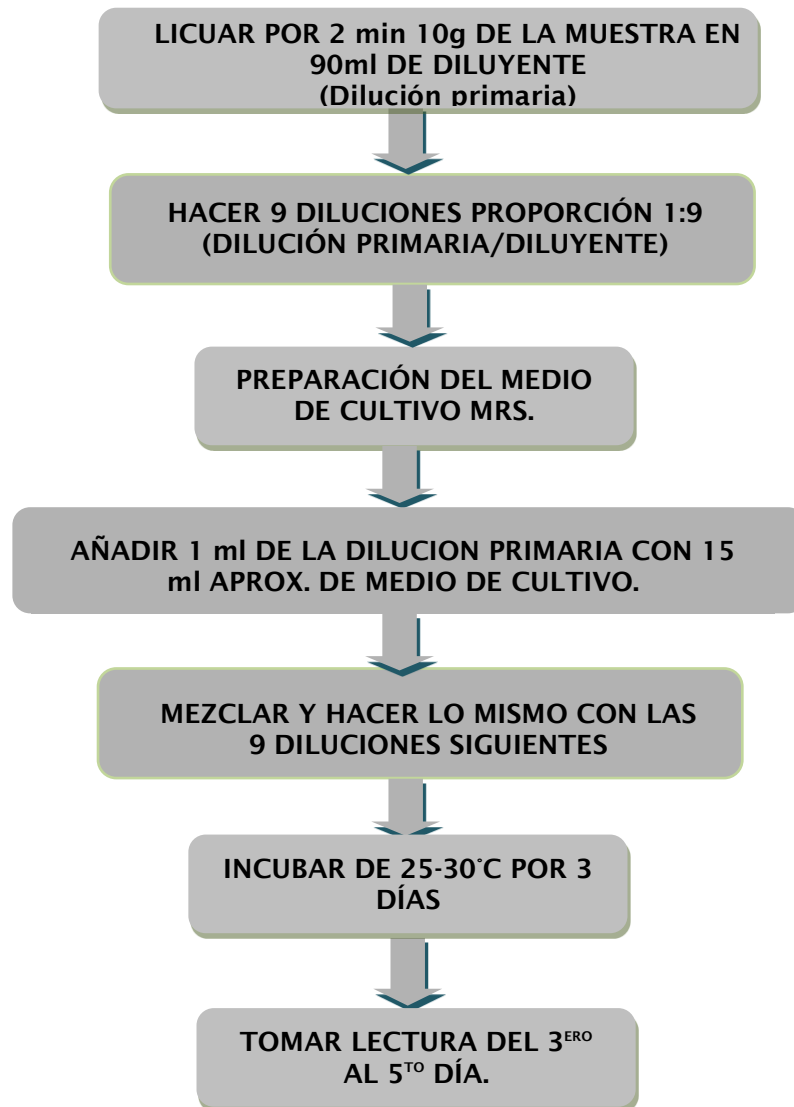 LICUAR POR 2 min 10g DE LA MUESTRA EN
90ml DE DILUYENTE
(Dilución primaria)
HACER 9 DILUCIONES PROPORCIÓN 1:9
(DILUCIÓN PRIMARIA/DILUYENTE)
PREPARACIÓN DEL MEDIO
DE CULTIVO MRS.
AÑADIR 1 ml DE LA DILUCION PRIMARIA CON 15
ml APROX. DE MEDIO DE CULTIVO.
MEZCLAR Y HACER LO MISMO CON LAS
9 DILUCIONES SIGUIENTES
INCUBAR DE 25-30°C POR 3
DÍAS
TOMAR LECTURA DEL 3ERO
AL 5TO DÍA.